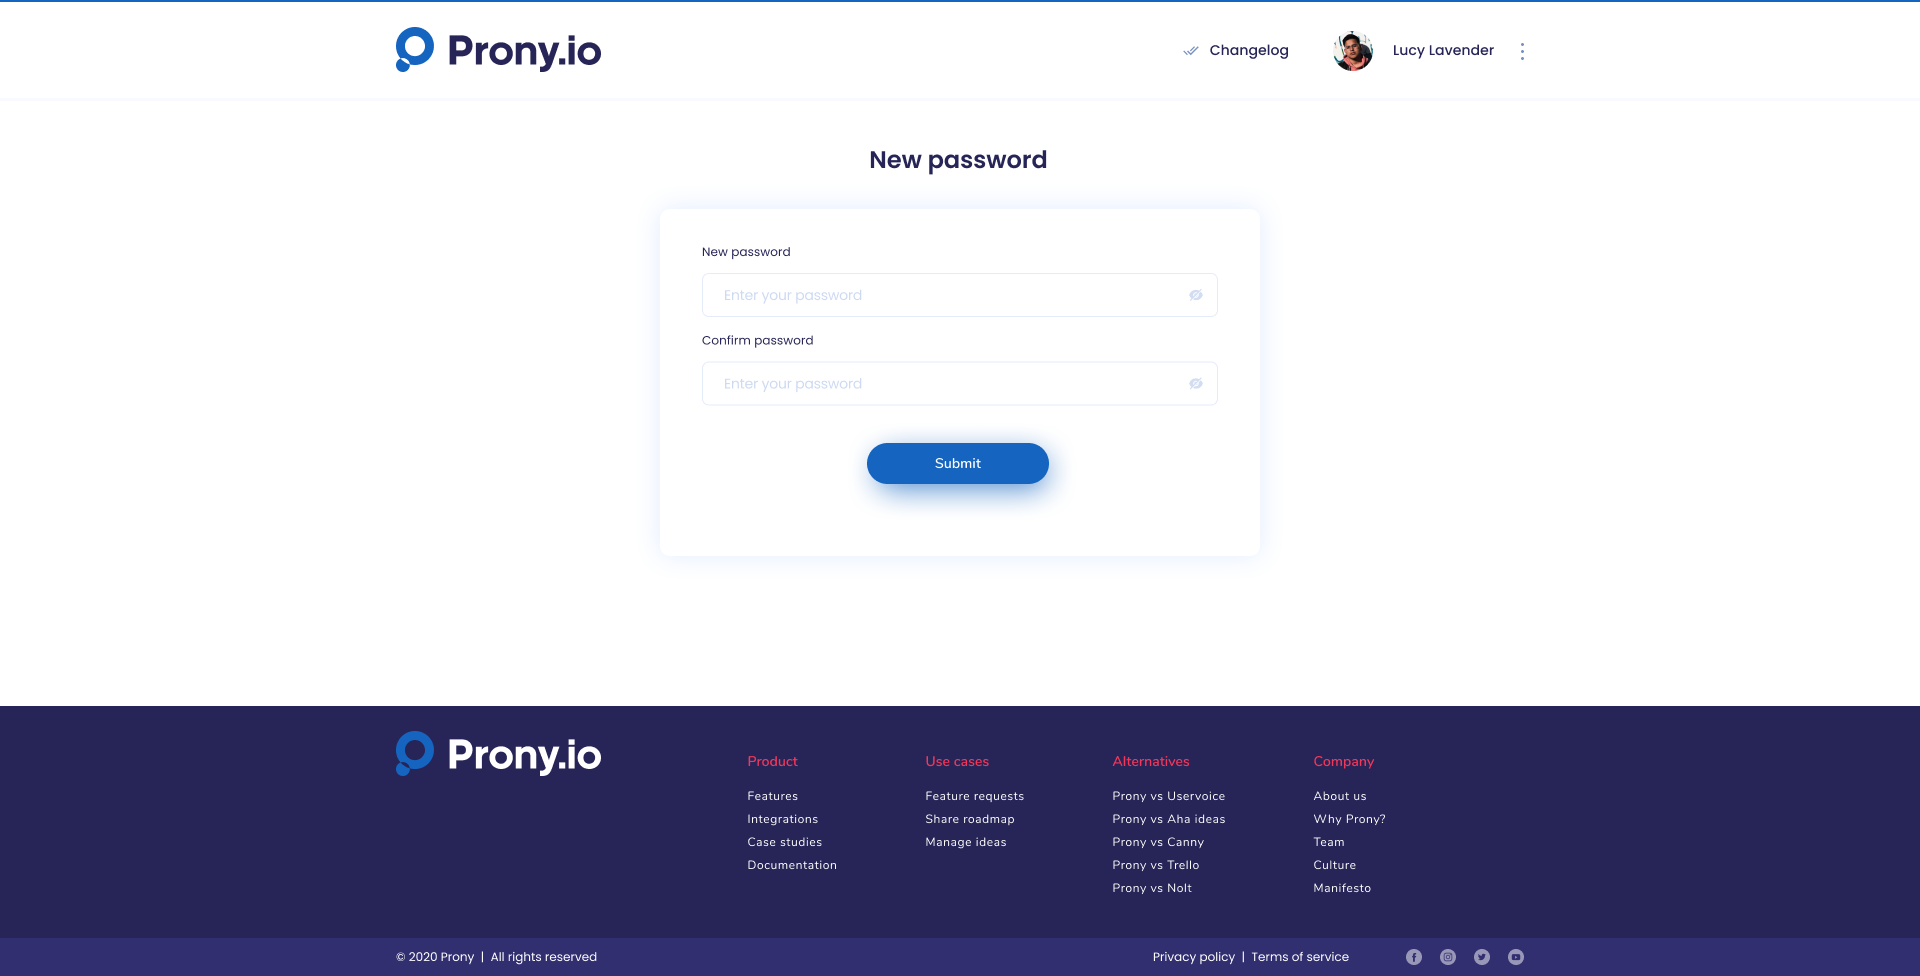 Prony.io
Changelog
Lucy Lavender
New password
New password
Enter your password
Confirm password
Enter your password
Submit
Prony.io
Product
Features
Integrations
Case studies
Documentation
Use cases
Feature requests
Share roadmap
Manage ideas
Alternatives
Prony vs Uservoice
Prony vs Aha ideas
Prony vs Canny
Prony vs Trello
Prony vs Nolt
Company
About us
Why Prony?
Team
Culture
Manifesto
© 2020 Prony | All rights reserved
Privacy policy | Terms of service